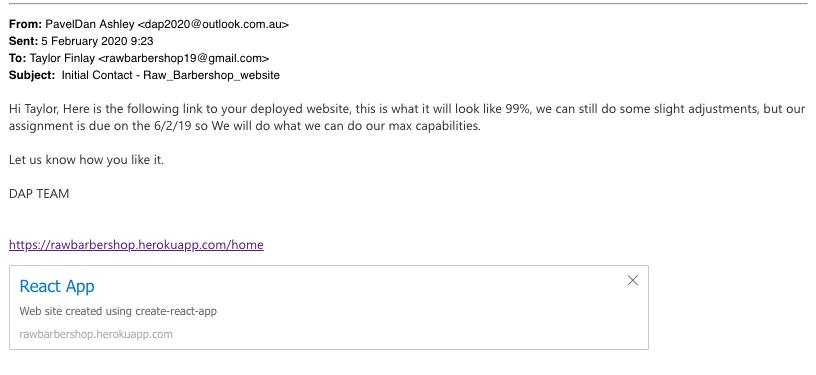 From: PavelDan Ashley <dap2020@outlook.com.au>
Sent: 5 February 2020 9:23
To: Taylor Finlay <rawbarbershop19@gmail.com>
Subject: Initial Contact - Raw_Barbershop_website
Hi Taylor, Here is the following link to your deployed website, this is what it will look like 99%, we can still do some slight adjustments, but our
assignment is due on the 6/2/19 so We will do what we can do our max capabilities.
Let us know how you like it.
DAP TEAM
https://rawbarbershop.herokuapp.com/home
React App
Web site created using create-react-app
rawbarbershop.herokuapp.com